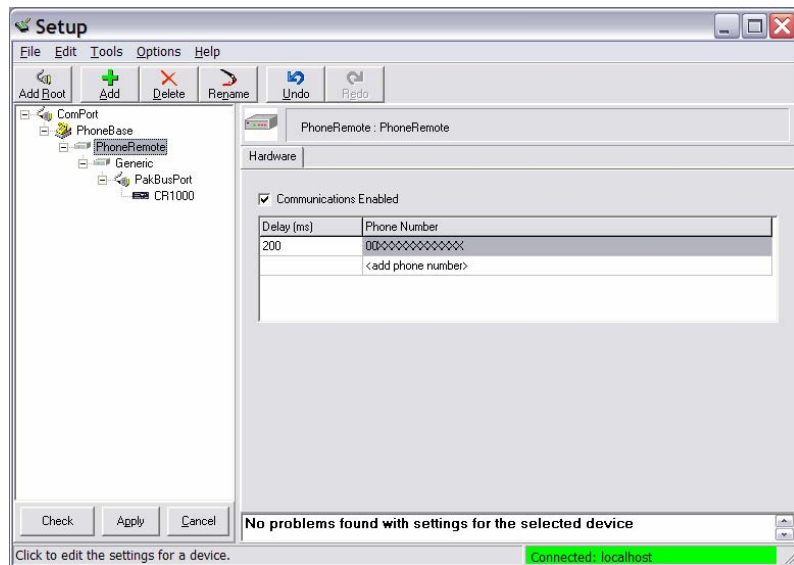 Setup
File Edit Tools Options Help
Add Root Add Delete Rename Undo Redo
ComPort
PhoneBase
PhoneRemote
Generic
PakBusPort
CR1000
PhoneRemote : PhoneRemote
Hardware
Communications Enabled
Delay (ms) Phone Number
200 00XXXXXXXXXXXX
<add phone number>
Check Apply Cancel
No problems found with settings for the selected device
Click to edit the settings for a device.
Connected: localhost